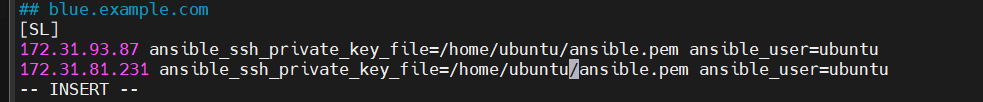 ## blue.example.com
[SL]
172.31.93.87 ansible_ssh_private_key_file=/home/ubuntu/ansible.pem ansible_user=ubuntu
172.31.81.231 ansible_ssh_private_key_file=/home/ubuntu/ansible.pem ansible_user=ubuntu
-- INSERT --